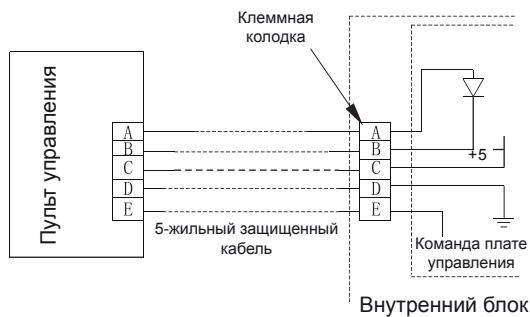 Клеммная
колодка
Пульт управления
A
B
C
D
E
A
B
C
D
E
+5
5-жильный защищенный
кабель
Команда плате
управления
Внутренний блок